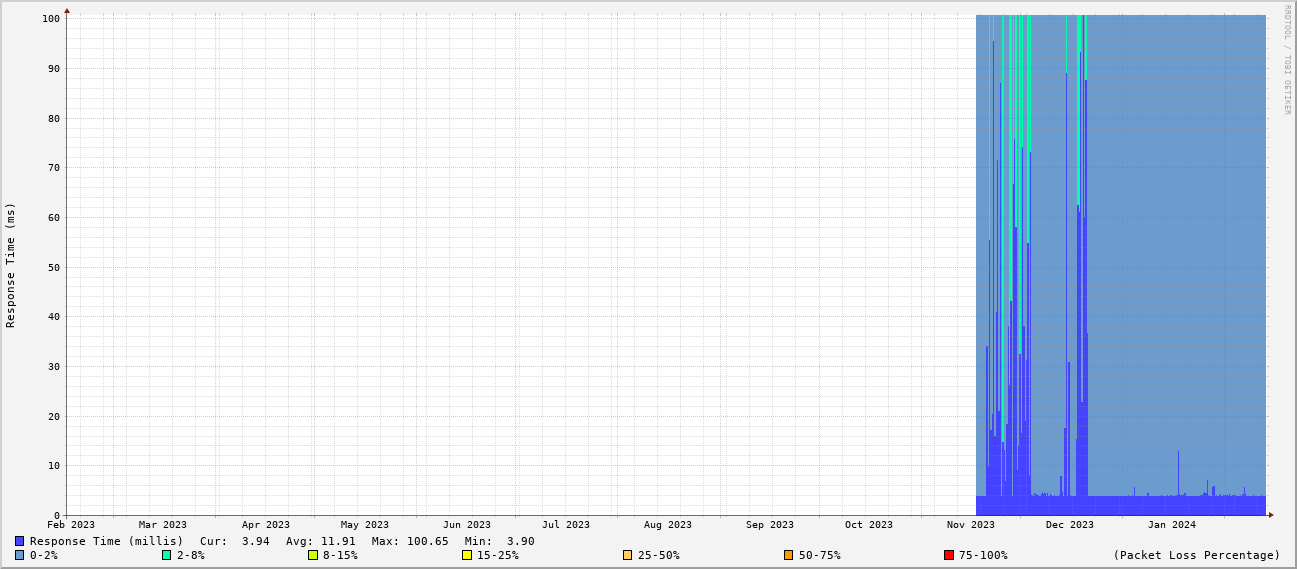 RRDTOOL / TOBI OETIKER
Response Time (ms)
100
90
80
70
60
50
40
30
20
10
0
Feb 2023 Mar 2023 Apr 2023 May 2023 Jun 2023 Jul 2023 Aug 2023 Sep 2023 Oct 2023 Nov 2023 Dec 2023 Jan 2024
Response Time (millis) Cur: 3.94 Avg: 11.91 Max: 100.65 Min: 3.90
0-2% 2-8% 8-15% 15-25% 25-50% 50-75% 75-100% (Packet Loss Percentage)